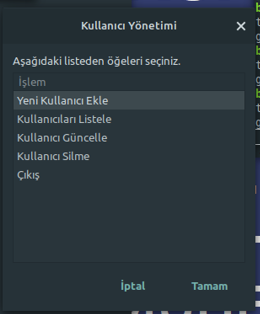 Kullanıcı Yönetimi
Aşağıdaki listeden öğeleri seçiniz.
İşlem
Yeni Kullanıcı Ekle
Kullanıcıları Listele
Kullanıcı Güncelle
Kullanıcı Silme
Çıkış
İptal
Tamam